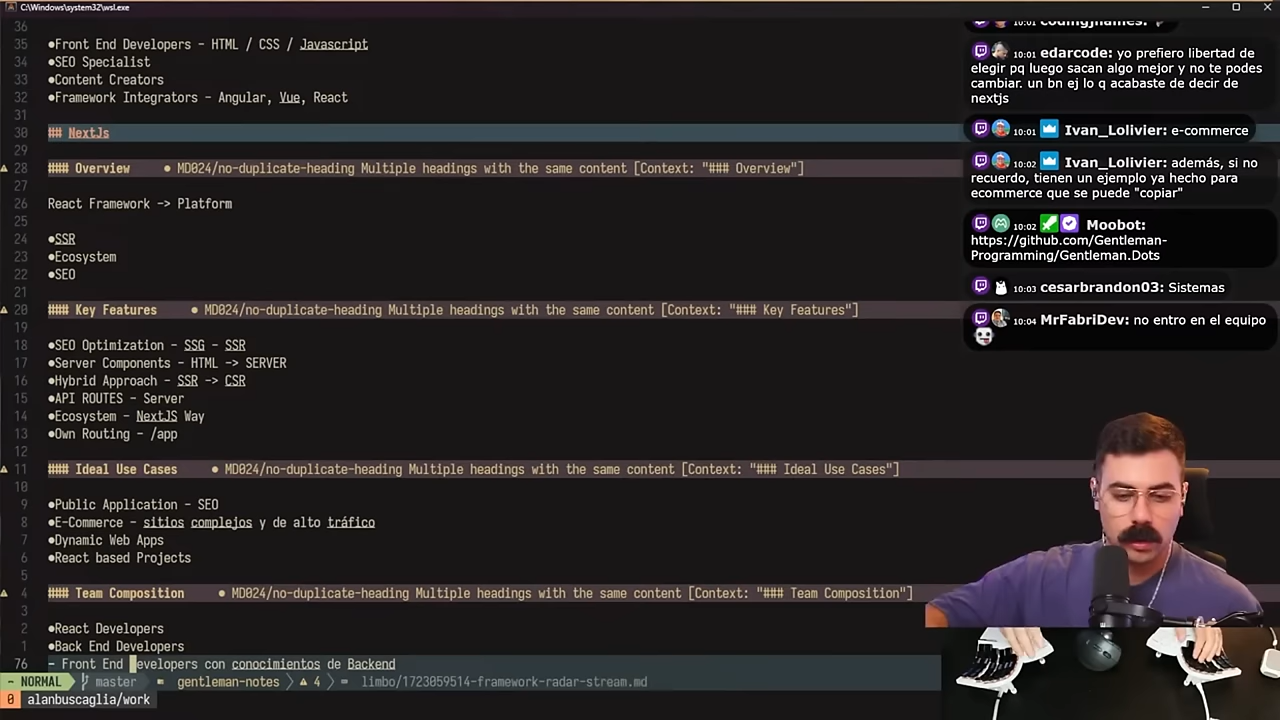 C:\Windows\system32\wsl.exe
36
35 ●Front End Developers - HTML / CSS / Javascript
34 ●SEO Specialist
33 ●Content Creators
32 ●Framework Integrators - Angular, Vue, React
31
30 ## NextJs
29
28 ### Overview ● MD024/no-duplicate-heading Multiple headings with the same content [Context: "### Overview"]
27
26 React Framework -> Platform
25
24 ●SSR
23 ●Ecosystem
22 ●SEO
21
20 ### Key Features ● MD024/no-duplicate-heading Multiple headings with the same content [Context: "### Key Features"]
19
18 ●SEO Optimization - SSG - SSR
17 ●Server Components - HTML -> SERVER
16 ●Hybrid Approach - SSR -> CSR
15 ●API ROUTES - Server
14 ●Ecosystem - NextJS Way
13 ●Own Routing - /app
12
11 ### Ideal Use Cases ● MD024/no-duplicate-heading Multiple headings with the same content [Context: "### Ideal Use Cases"]
10
9 ●Public Application - SEO
8 ●E-Commerce - sitios complejos y de alto tráfico
7 ●Dynamic Web Apps
6 ●React based Projects
5
4 ### Team Composition ● MD024/no-duplicate-heading Multiple headings with the same content [Context: "### Team Composition"]
3
2 ●React Developers
1 ●Back End Developers
76 - Front End Developers con conocimientos de Backend
- NORMAL master gentleman-notes 4 limbo/1723059514-framework-radar-stream.md
0 alanbuscaglia/work
10:01 codingjhames:
10:01 edarcode: yo prefiero libertad de
elegir pq luego sacan algo mejor y no te podes
cambiar. un bn ej lo q acabaste de decir de
nextjs
10:01 Ivan_Lolivier: e-commerce
10:02 Ivan_Lolivier: además, si no
recuerdo, tienen un ejemplo ya hecho para
ecommerce que se puede "copiar"
10:02 Moobot:
https://github.com/Gentleman-
Programming/Gentleman.Dots
10:03 cesarbrandon03: Sistemas
10:04 MrFabriDev: no entro en el equipo